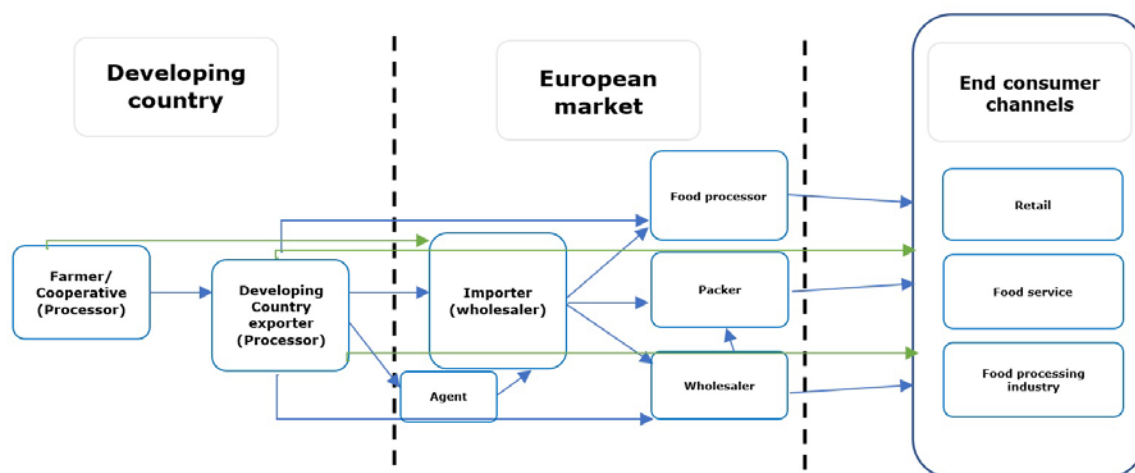 Developing
country
European
market
End consumer
channels
Food processor
Retail
Farmer/
Cooperative
(Processor)
Developing
Country
exporter
(Processor)
Importer
(wholesaler)
Packer
Food service
Agent
Wholesaler
Food processing
industry